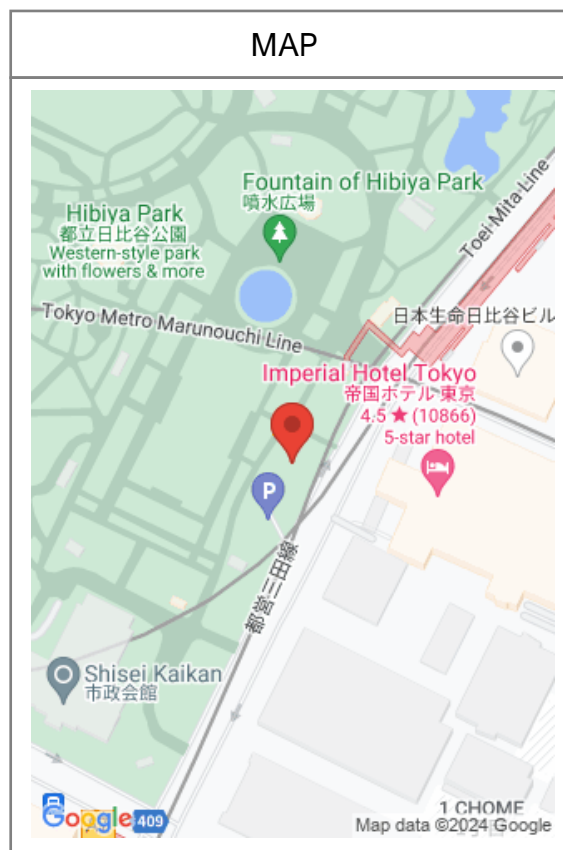 MAP
Fountain of Hibiya Park
噴水広場
Hibiya Park
都立日比谷公園
Western-style park
with flowers & more
Toei-Mita-Line
Tokyo Metro Marunouchi Line
日本生命日比谷ビル
Imperial Hotel Tokyo
帝国ホテル 東京
4.5 ★ (10866)
5-star hotel
P
都営三田線
Shisei Kaikan
市政会館
Google
409
1 CHOME
Map data ©2024 Google